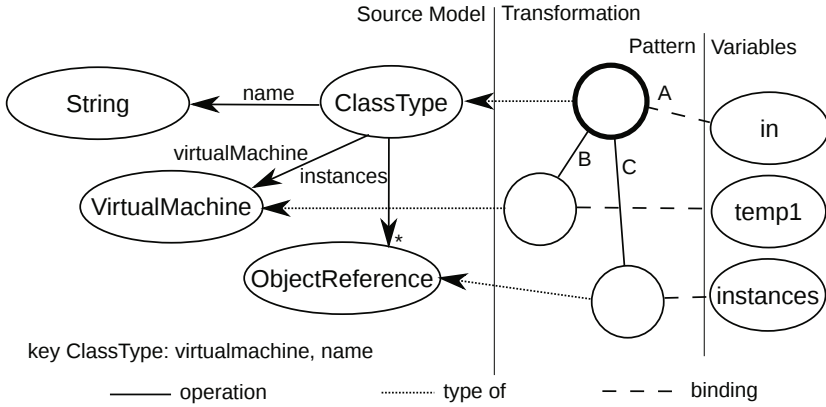 Source Model
Transformation
Pattern
Variables
String
name
ClassType
A
in
virtualMachine
B
C
instances
VirtualMachine
temp1
*
ObjectReference
instances
key ClassType: virtualmachine, name
operation
type of
binding